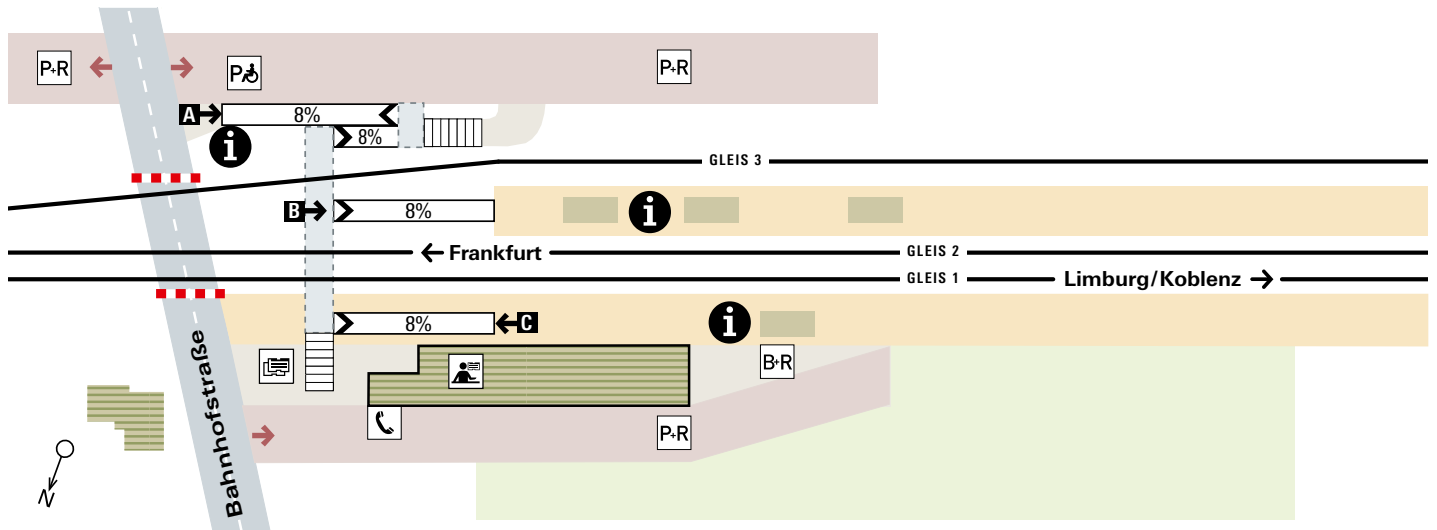 P+R
P
P+R
A
8%
8%
i
GLEIS 3
B
8%
i
Frankfurt
GLEIS 2
GLEIS 1
Limburg/Koblenz
8%
C
i
Bahnhofstraße
B+R
P+R
N